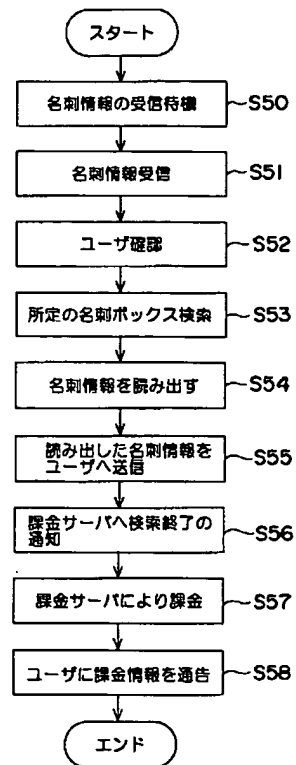 スタート
名刺情報の受信待機 S50
名刺情報受信 S51
ユーザ確認 S52
所定の名刺ボックス検索 S53
名刺情報を読み出す S54
読み出した名刺情報を
ユーザへ送信 S55
課金サーバへ検索終了の
通知 S56
課金サーバにより課金 S57
ユーザに課金情報を通告 S58
エンド